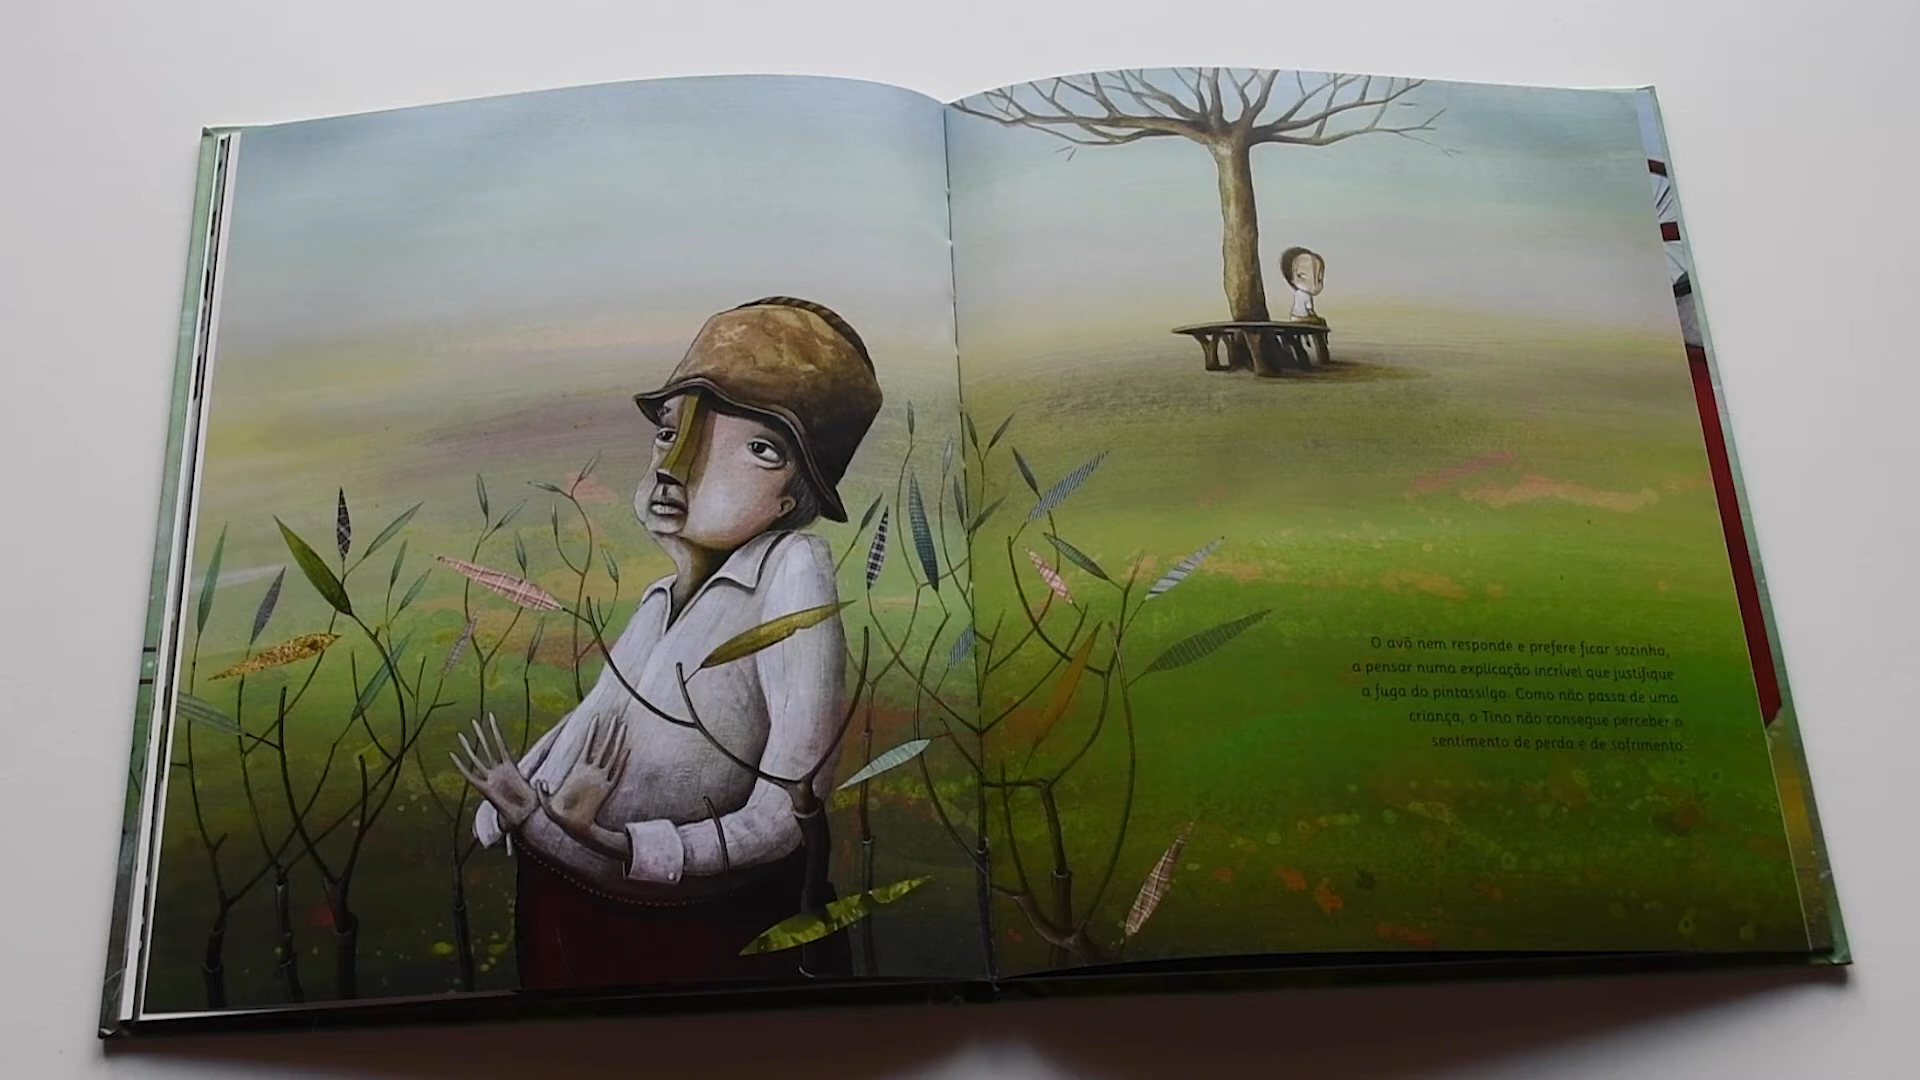 O avô nem responde e prefere ficar sozinho,
a pensar numa explicação incrível que justifique
a fuga do pintassilgo. Como não passa de uma
criança, o Tino não consegue perceber o
sentimento de perda e de sofrimento.